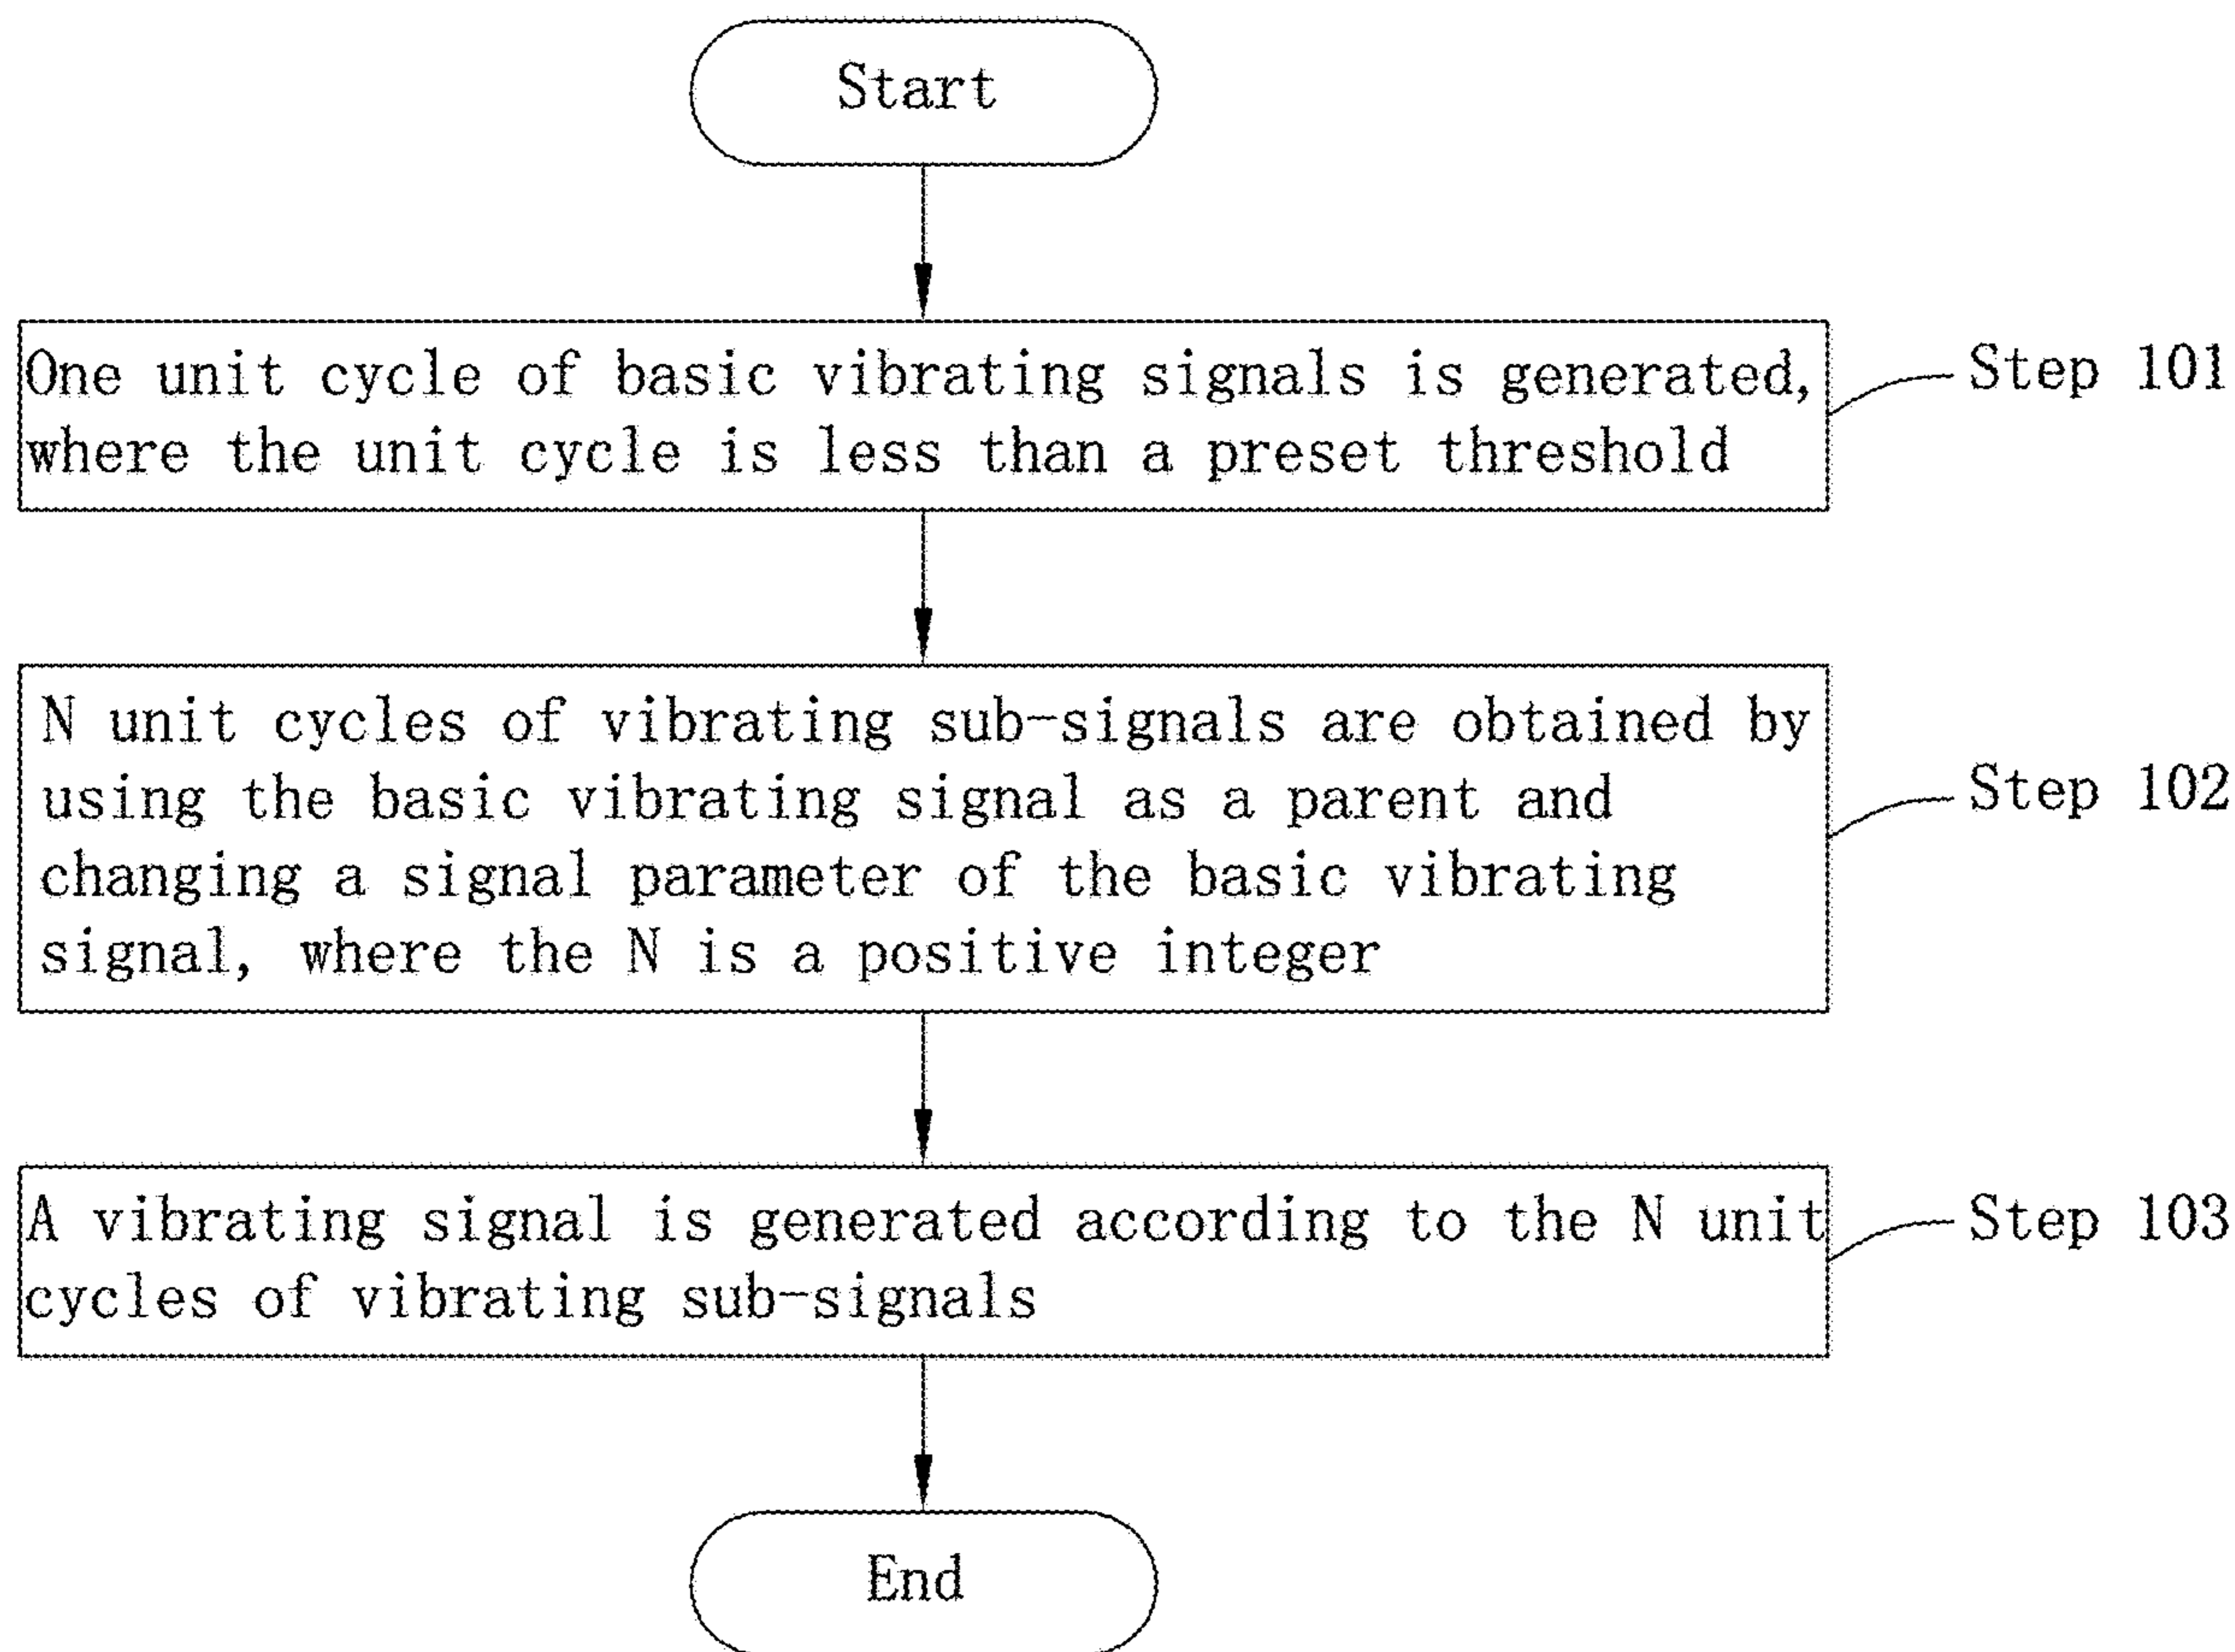 Start
One unit cycle of basic vibrating signals is generated,
where the unit cycle is less than a preset threshold
Step 101
N unit cycles of vibrating sub-signals are obtained by
using the basic vibrating signal as a parent and
changing a signal parameter of the basic vibrating
signal, where the N is a positive integer
Step 102
A vibrating signal is generated according to the N unit
cycles of vibrating sub-signals
Step 103
End